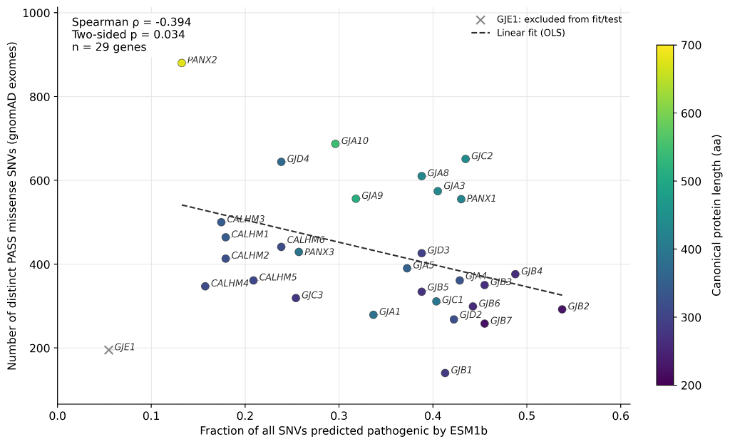 Spearman ρ = -0.394
Two-sided p = 0.034
n = 29 genes
GJE1: excluded from fit/test
Linear fit (OLS)
Number of distinct PASS missense SNVs (gnomAD exomes)
1000
800
600
400
200
PANX2
GJA10
GJD4
GJC2
GJA8
GJA3
GJA9
PANX1
CALHM3
CALHM1
CALHM6
PANX3
CALHM2
GJD3
GJA5
CALHM4
CALHM5
GJA4
GJB3
GJB4
GJC3
GJB5
GJC1
GJB6
GJB2
GJA1
GJD2
GJB7
GJE1
GJB1
0.0
0.1
0.2
0.3
0.4
0.5
0.6
Fraction of all SNVs predicted pathogenic by ESM1b
700
600
500
400
300
200
Canonical protein length (aa)